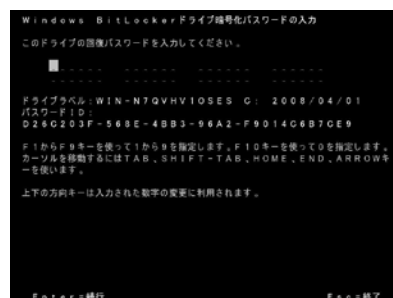 Windows BitLockerドライブ暗号化パスワードの入力
このドライブの回復パスワードを入力してください。
ドライブラベル:WIN-N7QVHV1OSES C: 2008/04/01
パスワードID:
D26G203F-568E-4BB3-96A2-F9014C6B7CE9
F1からF9キーを使って1から9を指定します。F10キーを使って0を指定します。
カーソルを移動するにはTAB、SHIFT-TAB、HOME、END、ARROWキ
ーを使います。
上下の方向キーは入力された数字の変更に利用されます。
Enter=続行 Esc=終了